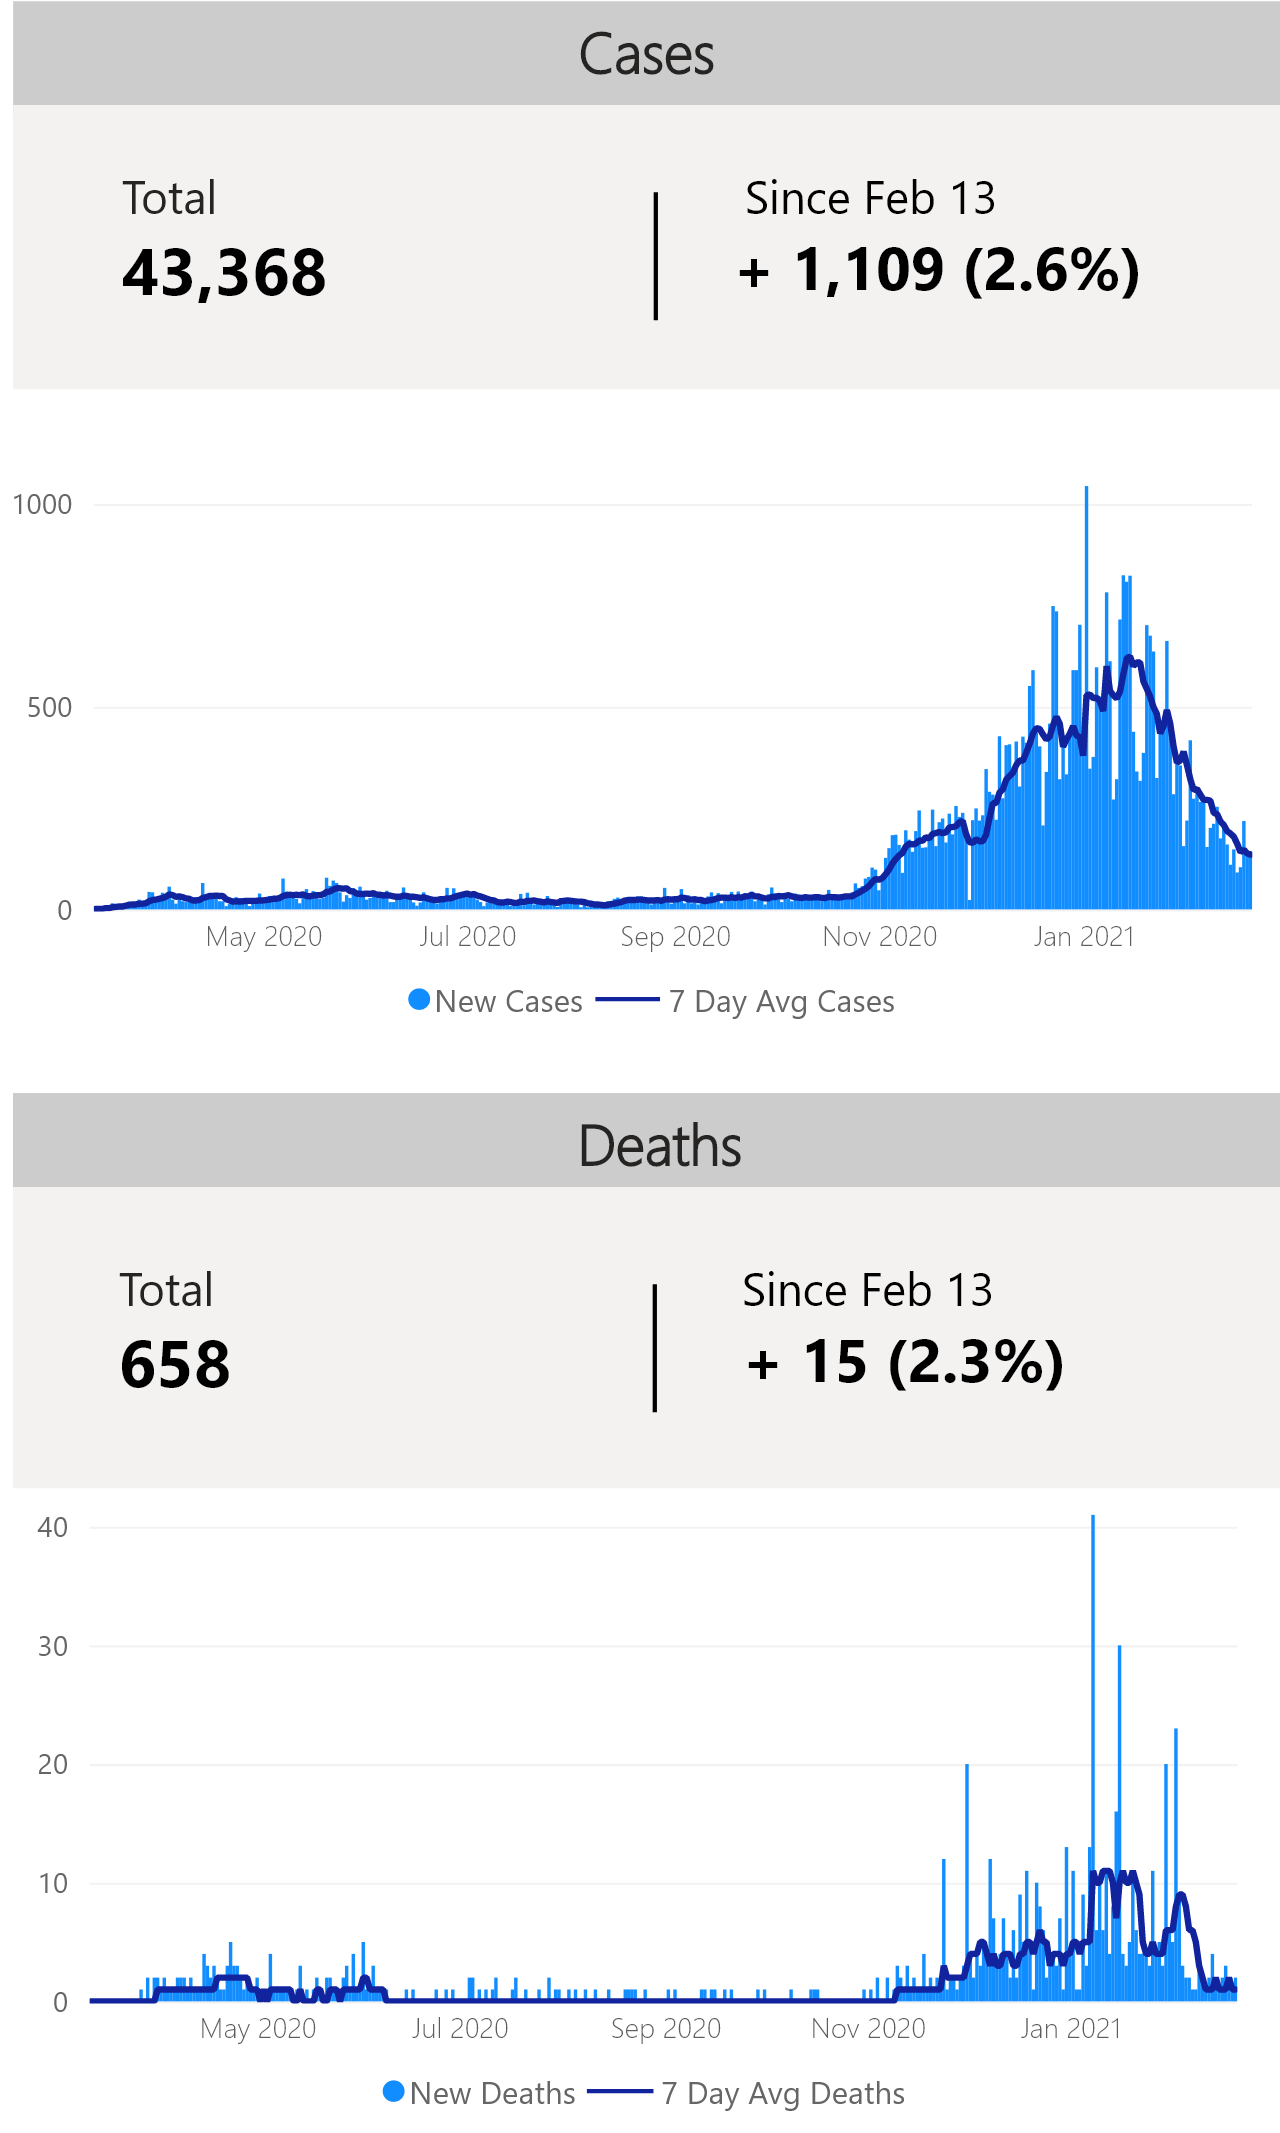 Cases
Total
Since Feb 13
43,368
+ 1,109 (2.6%)
1000
500
0
May 2020
Jul 2020
Sep 2020
Nov 2020
Jan 2021
New Cases
7 Day Avg Cases
Deaths
Total
Since Feb 13
658
+ 15 (2.3%)
40
30
20
10
0
May 2020
Jul 2020
Sep 2020
Nov 2020
Jan 2021
New Deaths
7 Day Avg Deaths